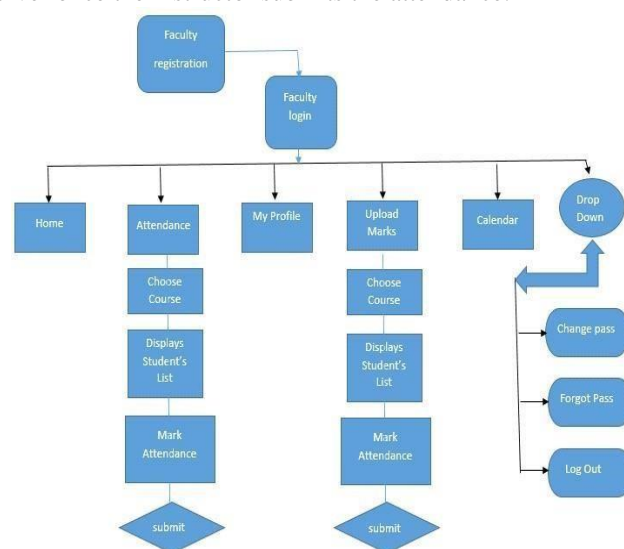 Faculty
registration
Faculty
login
Home
Attendance
My Profile
Upload
Marks
Calendar
Drop
Down
Choose
Course
Displays
Student's
List
Mark
Attendance
submit
Choose
Course
Displays
Student's
List
Mark
Attendance
submit
Change pass
Forgot Pass
Log Out